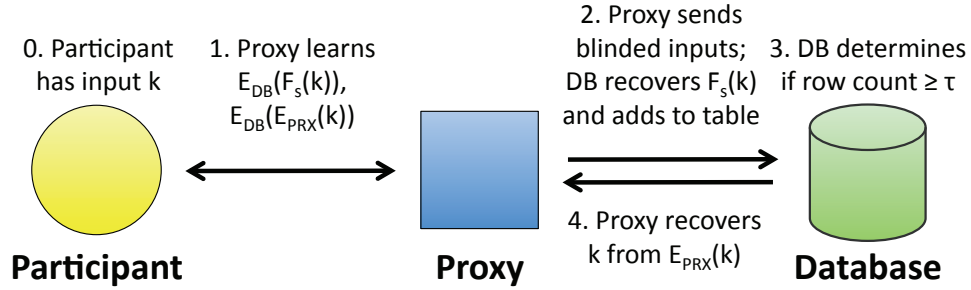 0. Participant
has input k
1. Proxy learns
E_DB(F_s(k)),
E_DB(E_PRX(k))
2. Proxy sends
blinded inputs;
DB recovers F_s(k)
and adds to table
3. DB determines
if row count ≥ τ
4. Proxy recovers
k from E_PRX(k)
Participant
Proxy
Database